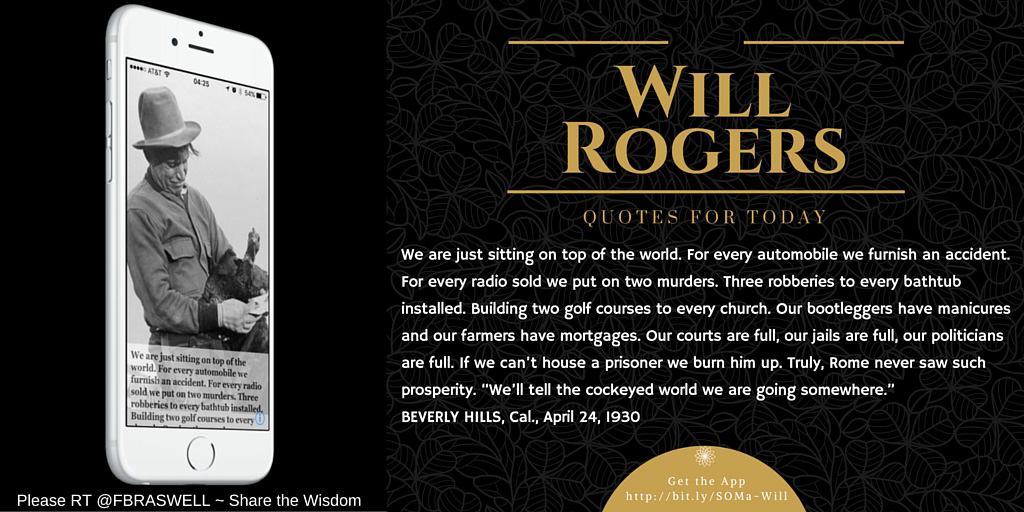 AT&T
04:25
54%
We are just sitting on top of the
world. For every automobile we
furnish an accident. For every radio
sold we put on two murders. Three
robberies to every bathtub installed.
Building two golf courses to every
Please RT @FBRASWELL ~ Share the Wisdom
WILL
ROGERS
QUOTES FOR TODAY
We are just sitting on top of the world. For every automobile we furnish an accident.
For every radio sold we put on two murders. Three robberies to every bathtub
installed. Building two golf courses to every church. Our bootleggers have manicures
and our farmers have mortgages. Our courts are full, our jails are full, our politicians
are full. If we can't house a prisoner we burn him up. Truly, Rome never saw such
prosperity. “We'll tell the cockeyed world we are going somewhere.”
BEVERLY HILLS, Cal., April 24, 1930
Get the App
http://bit.ly/SOMa-Will